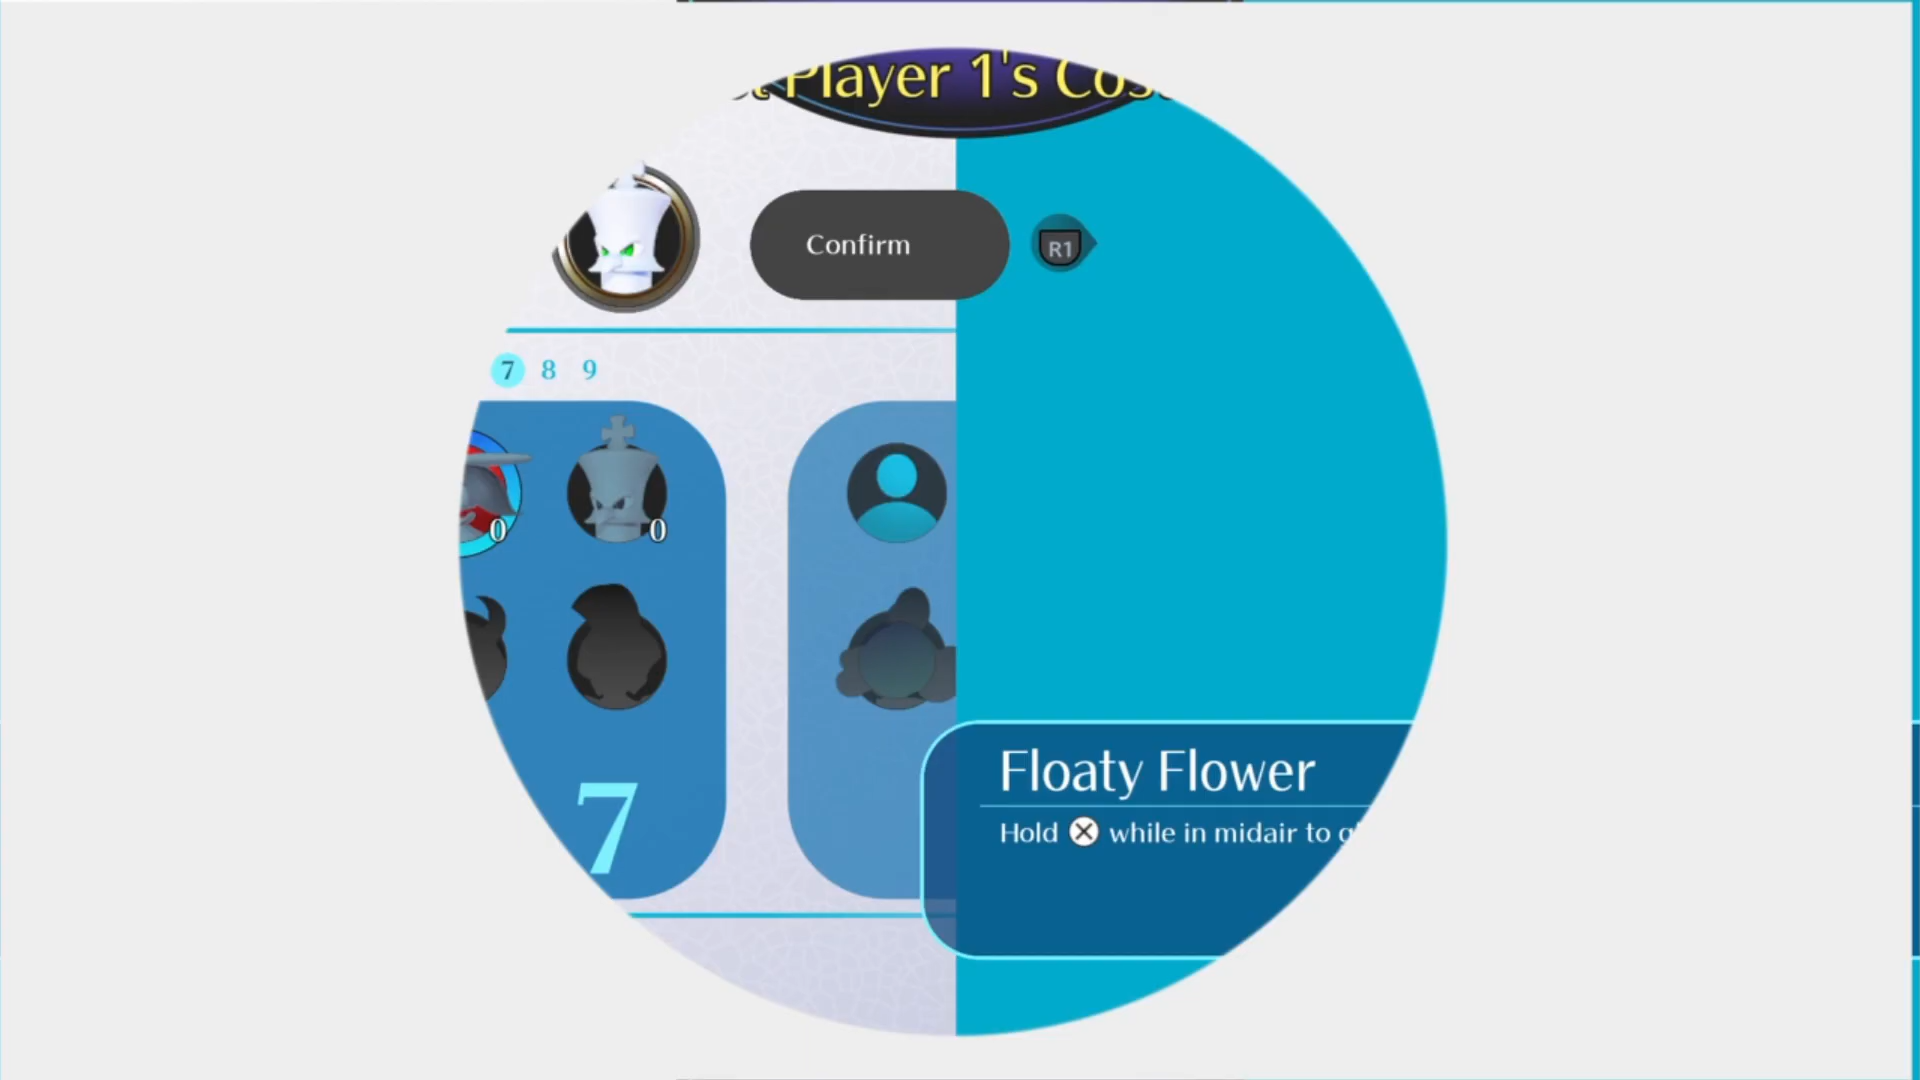 Player 1's
Confirm
R1
7 8 9
0 0
7
Floaty Flower
Hold ⓧ while in midair to